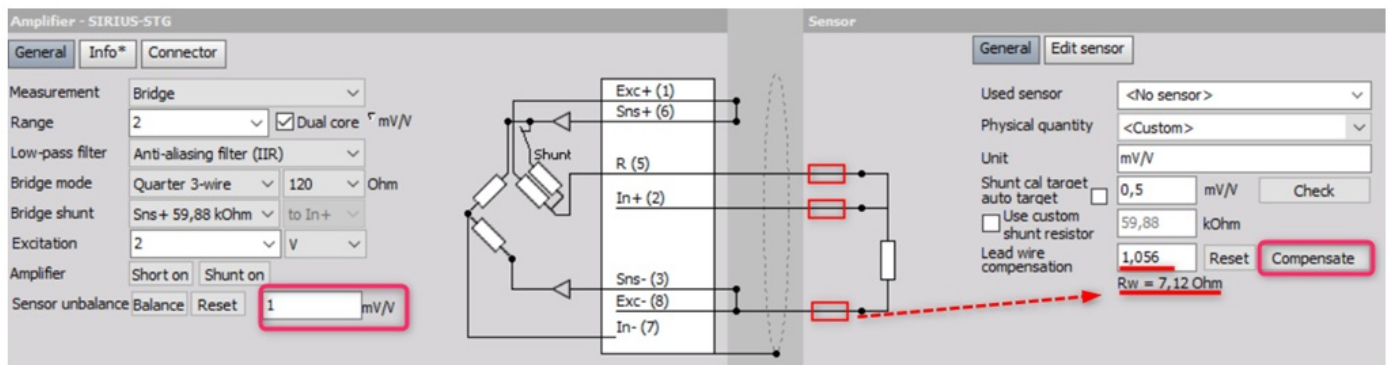 Amplifier - SIRIUS-STG
General Info* Connector
Measurement Bridge
Range 2 Dual core mV/V
Low-pass filter Anti-aliasing filter (IIR)
Bridge mode Quarter 3-wire 120 Ohm
Bridge shunt Sns+ 59,88 kOhm to In+
Excitation 2 V
Amplifier Short on Shunt on
Sensor unbalance Balance Reset 1 mV/V
Exc+ (1)
Sns+ (6)
Shunt
R (5)
In+ (2)
Sns- (3)
Exc- (8)
In- (7)
Sensor
General Edit sensor
Used sensor <No sensor>
Physical quantity <Custom>
Unit mV/V
Shunt cal target
auto target 0,5 mV/V Check
Use custom
shunt resistor 59,88 kOhm
Lead wire
compensation 1,056 Reset Compensate
Rw = 7,12 Ohm